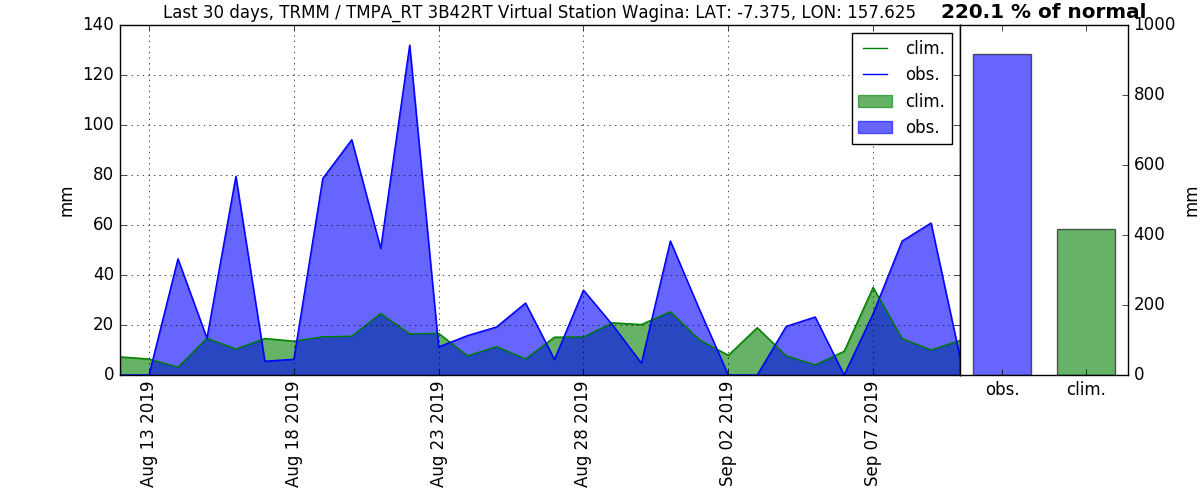 Last 30 days, TRMM / TMPA_RT 3B42RT Virtual Station Wagina: LAT: -7.375, LON: 157.625
220.1 % of normal
140
120
100
80
60
40
20
0
mm
clim.
obs.
clim.
obs.
1000
800
600
400
200
0
mm
Aug 13 2019
Aug 18 2019
Aug 23 2019
Aug 28 2019
Sep 02 2019
Sep 07 2019
obs.
clim.